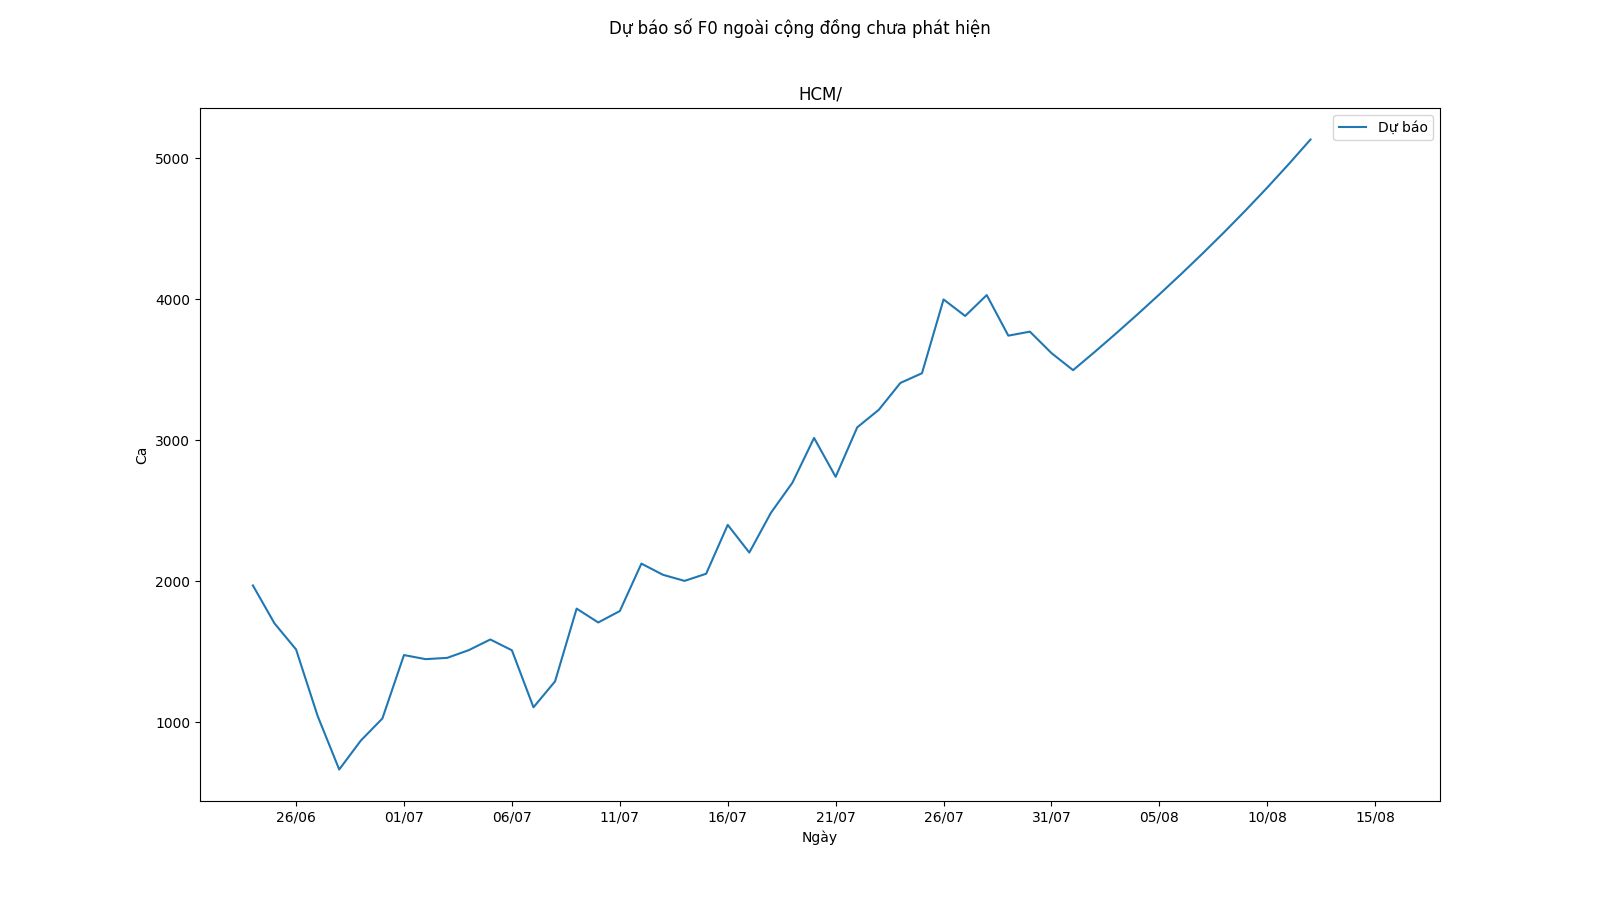 Dự báo số F0 ngoài cộng đồng chưa phát hiện
HCM/
Dự báo
5000
4000
3000
2000
1000
Ca
26/06 01/07 06/07 11/07 16/07 21/07 26/07 31/07 05/08 10/08 15/08
Ngày